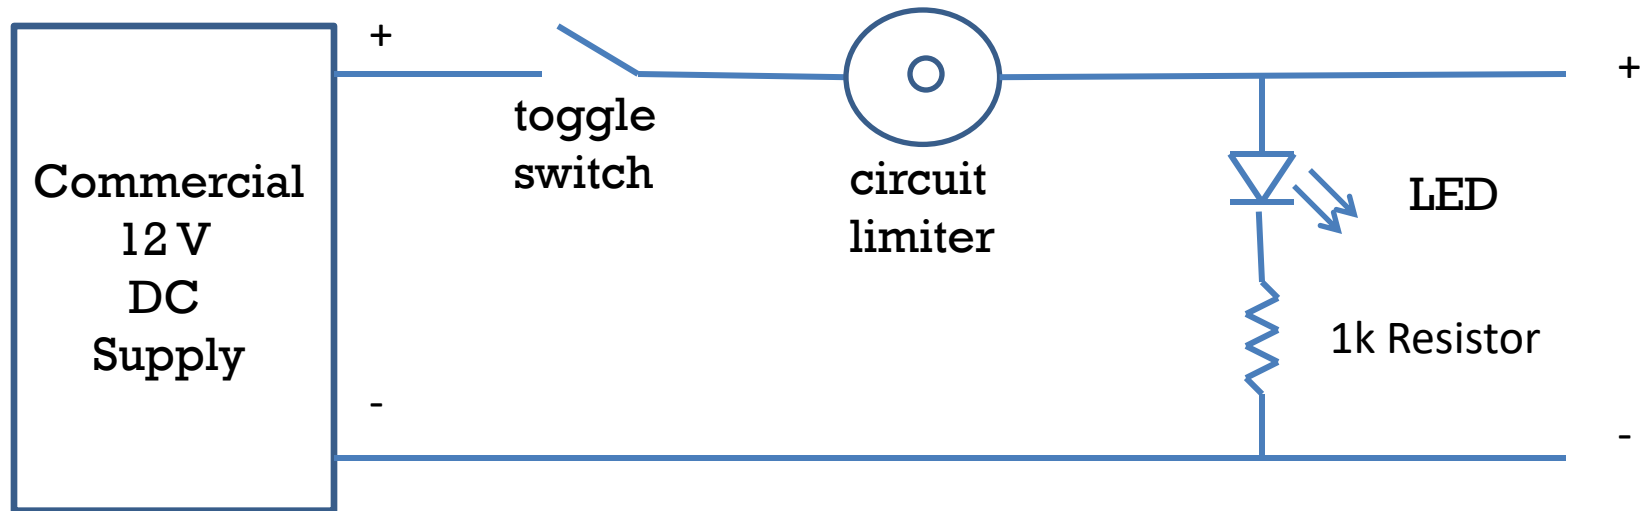 Commercial
12 V
DC
Supply
+
-
toggle
switch
circuit
limiter
LED
1k Resistor
+
-